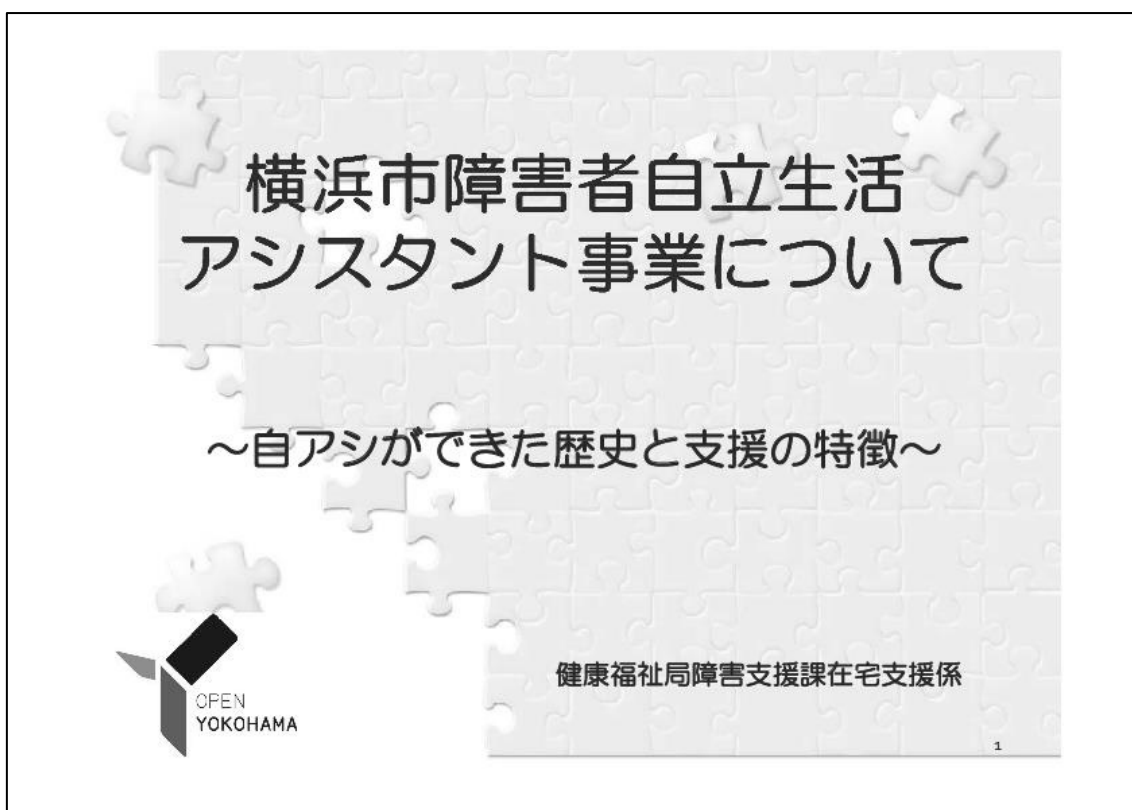 横浜市障害者自立生活
アシスタント事業について
～自アシができた歴史と支援の特徴～
健康福祉局障害支援課在宅支援係
OPEN
YOKOHAMA
1